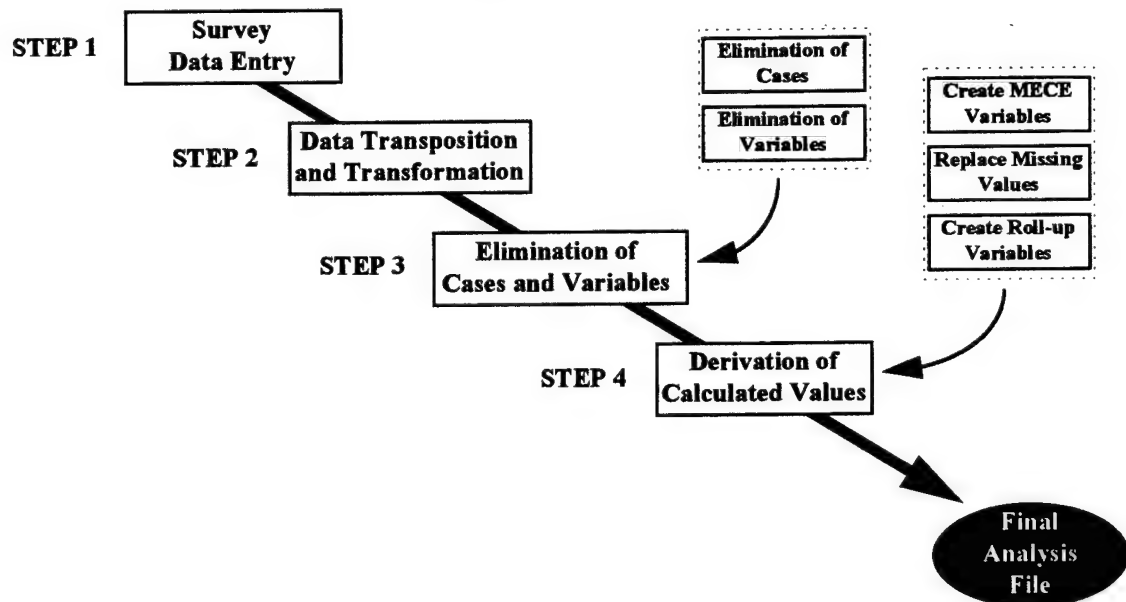 STEP 1
Survey
Data Entry
STEP 2
Data Transposition
and Transformation
STEP 3
Elimination of
Cases and Variables
Elimination of
Cases
Elimination of
Variables
STEP 4
Derivation of
Calculated Values
Create MECE
Variables
Replace Missing
Values
Create Roll-up
Variables
Final
Analysis
File